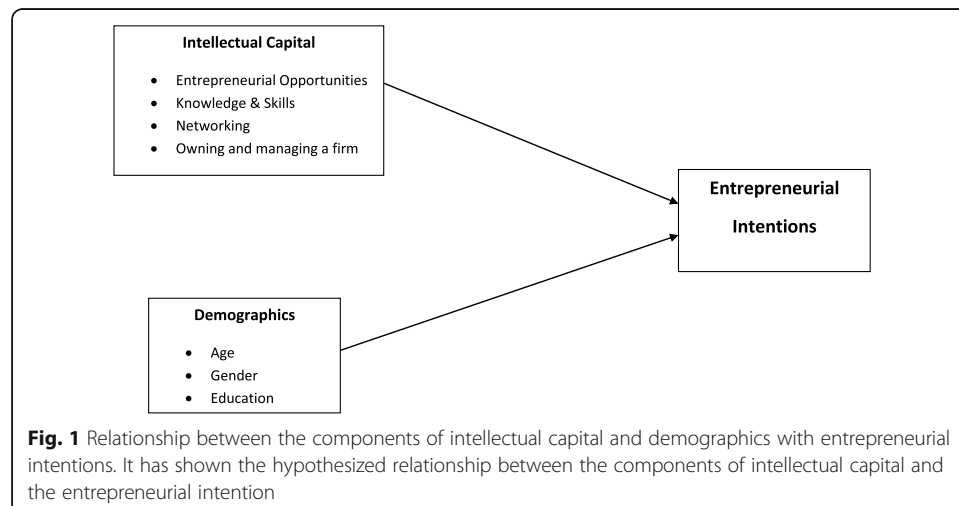 Intellectual Capital
• Entrepreneurial Opportunities
• Knowledge & Skills
• Networking
• Owning and managing a firm
Entrepreneurial
Intentions
Demographics
• Age
• Gender
• Education
Fig. 1 Relationship between the components of intellectual capital and demographics with entrepreneurial
intentions. It has shown the hypothesized relationship between the components of intellectual capital and
the entrepreneurial intention